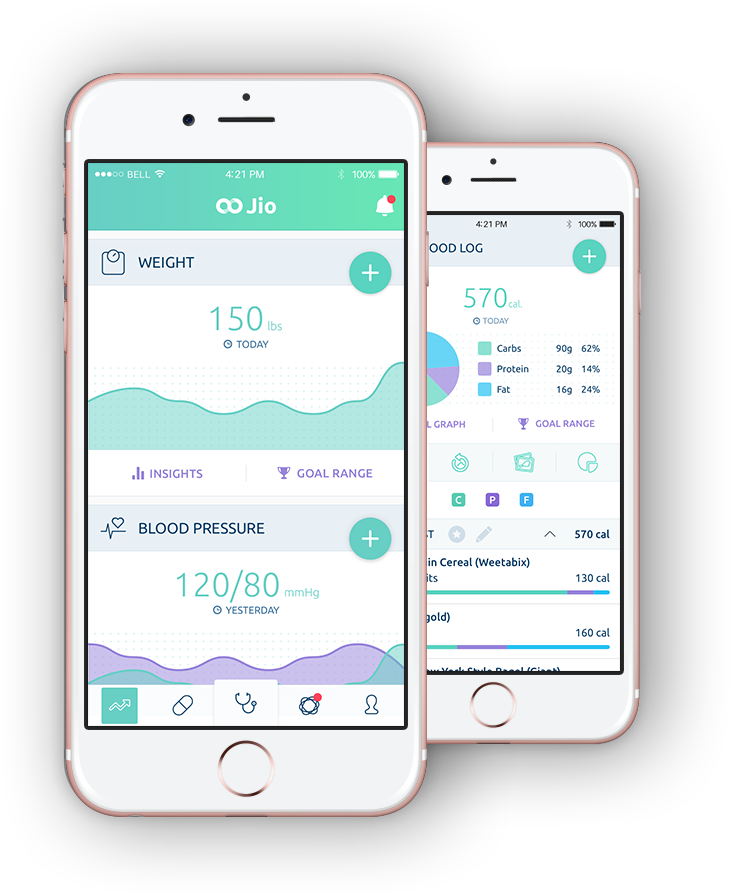 BELL 4:21 PM 100%
Jio
WEIGHT
150 lbs
TODAY
INSIGHTS GOAL RANGE
BLOOD PRESSURE
120/80 mmHg
YESTERDAY
4:21 PM 100%
OOD LOG
570 cal.
TODAY
Carbs 90g 62%
Protein 20g 14%
Fat 16g 24%
L GRAPH GOAL RANGE
C P F
ST 570 cal
in Cereal (Weetabix)
its 130 cal
gold)
160 cal